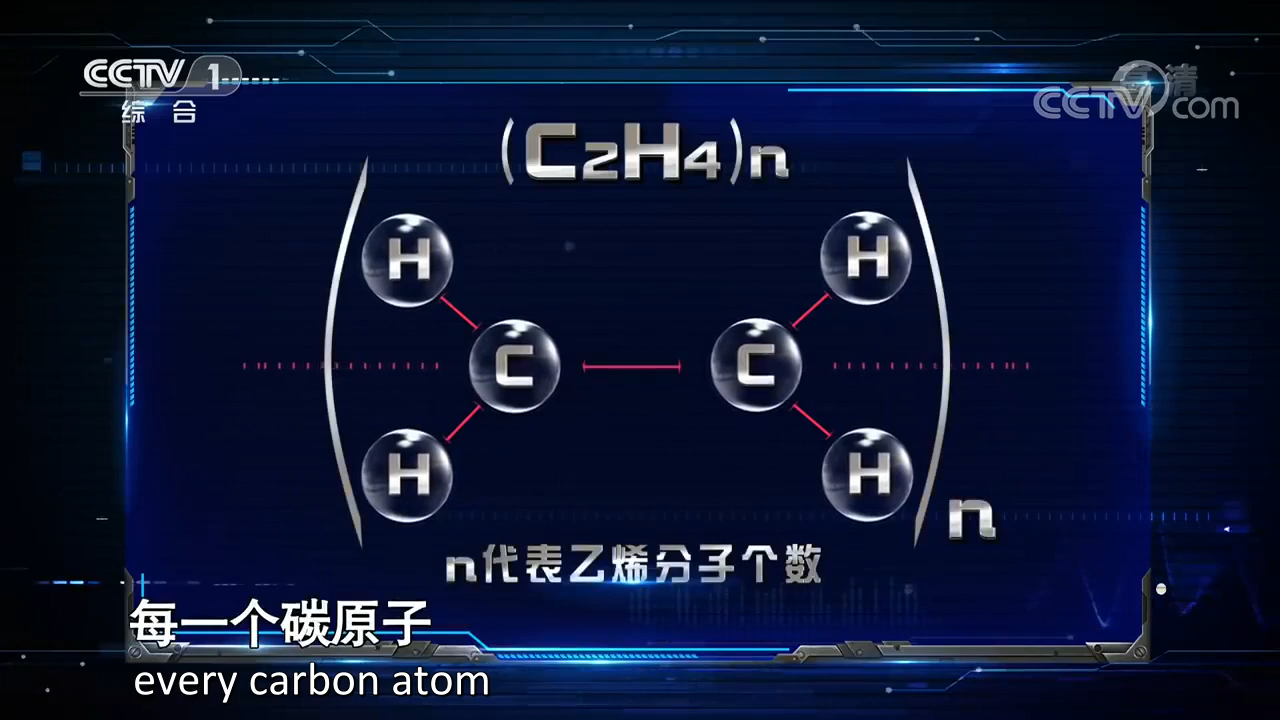 CCTV 1
综合
高清
CCTV.com
(C2H4)n
H H
C C
H H
n
n代表乙烯分子个数
每一个碳原子
every carbon atom